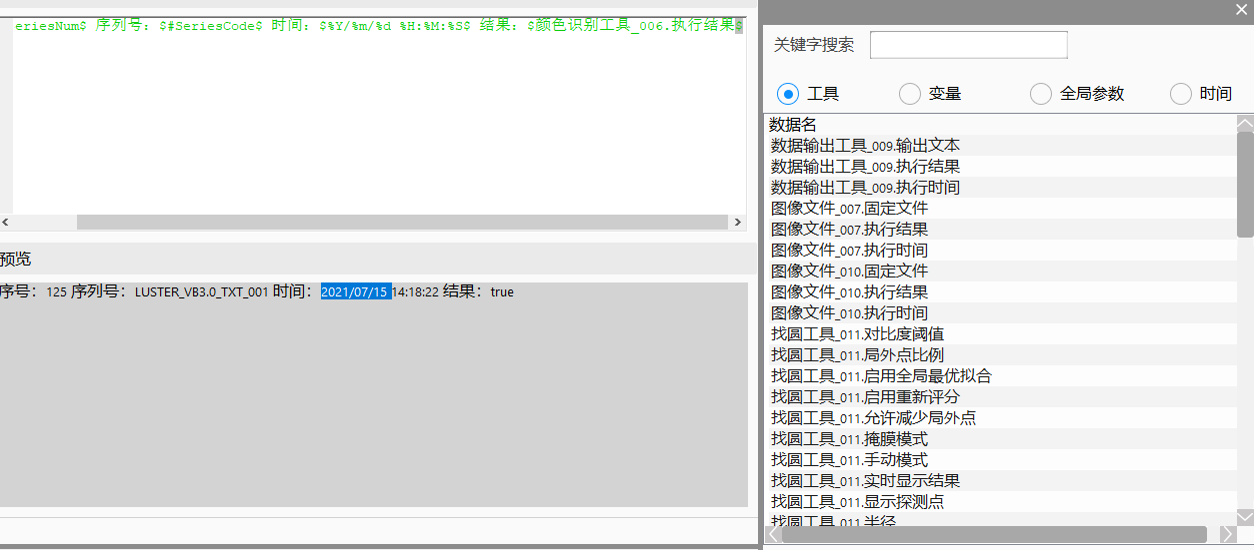 eriesNum$ 序列号: $#SeriesCode$ 时间: $%Y/%m/%d %H:%M:%S$ 结果: $颜色识别工具_006.执行结果$
预览
序号: 125 序列号: LUSTER_VB3.0_TXT_001 时间: 2021/07/15 14:18:22 结果: true
关键字搜索
工具 变量 全局参数 时间
数据名
数据输出工具_009.输出文本
数据输出工具_009.执行结果
数据输出工具_009.执行时间
图像文件_007.固定文件
图像文件_007.执行结果
图像文件_007.执行时间
图像文件_010.固定文件
图像文件_010.执行结果
图像文件_010.执行时间
找圆工具_011.对比度阈值
找圆工具_011.局外点比例
找圆工具_011.启用全局最优拟合
找圆工具_011.启用重新评分
找圆工具_011.允许减少局外点
找圆工具_011.掩膜模式
找圆工具_011.手动模式
找圆工具_011.实时显示结果
找圆工具_011.显示探测点
找圆工具_011.半径